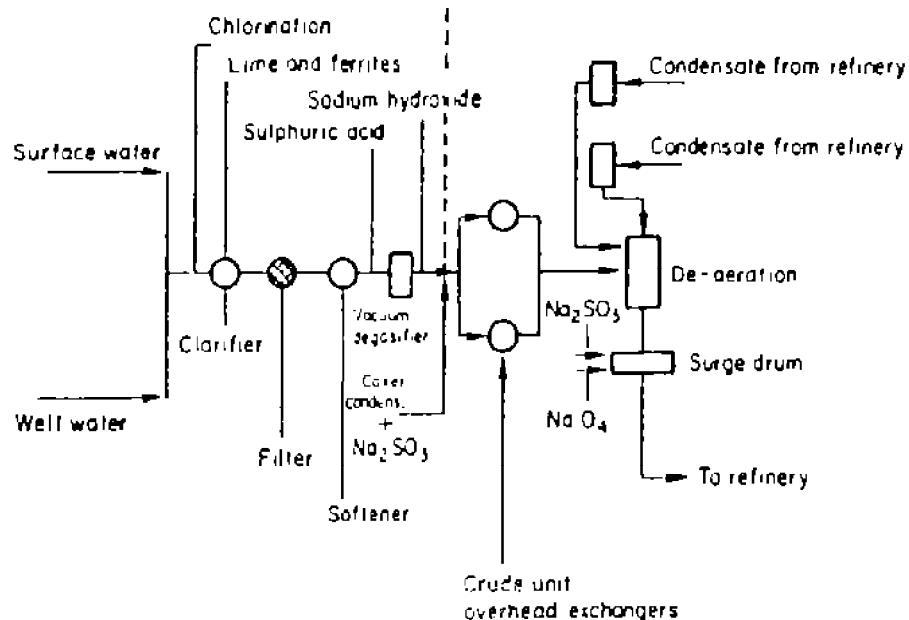 Chlorination
Lime and ferrites
Sodium hydroxide
Sulphuric acid
Surface water
Condensate from refinery
Condensate from refinery
De-aeration
Na2SO3
Surge drum
Na O4
To refinery
Vacuum
degasifier
Clarifier
condens.
+
Na2SO3
Well water
Filter
Softener
Crude unit
overhead exchangers